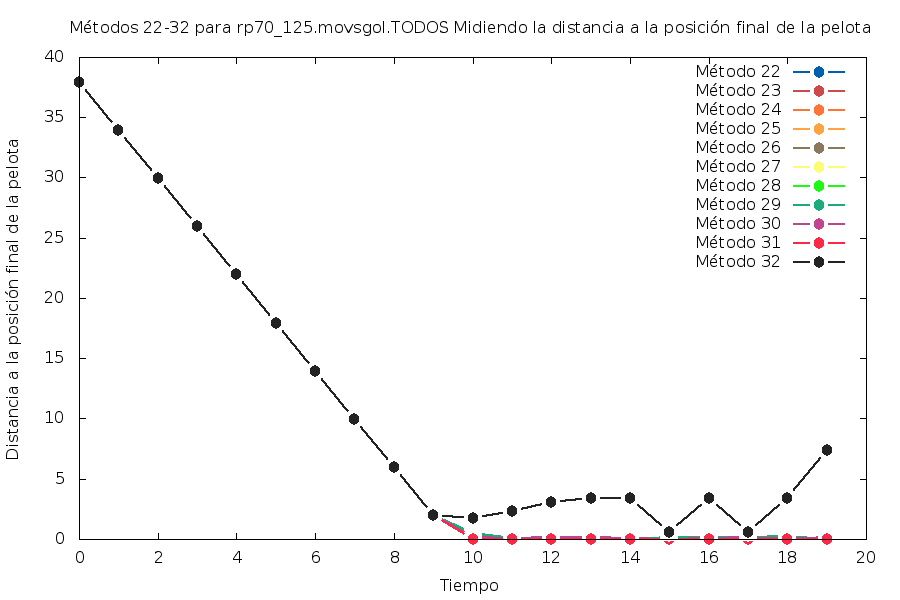 Métodos 22-32 para rp70_125.movsgol.TODOS Midiendo la distancia a la posición final de la pelota
Distancia a la posición final de la pelota
40
35
30
25
20
15
10
5
0
Método 22
Método 23
Método 24
Método 25
Método 26
Método 27
Método 28
Método 29
Método 30
Método 31
Método 32
0 2 4 6 8 10 12 14 16 18 20
Tiempo